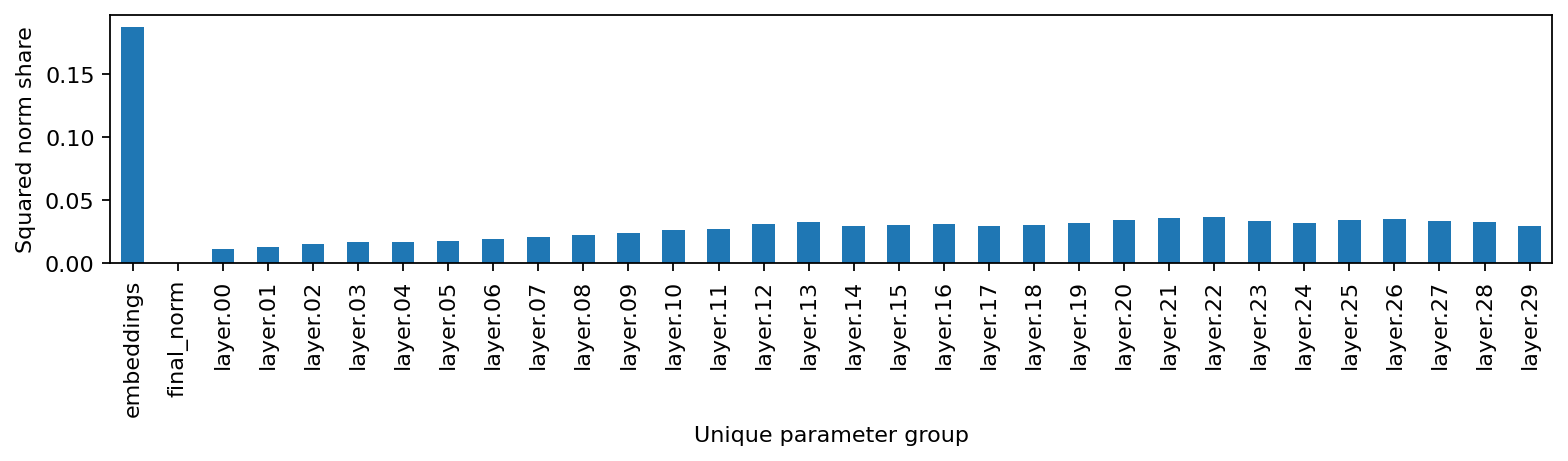 Squared norm share
0.15
0.10
0.05
0.00
embeddings
final_norm
layer.00
layer.01
layer.02
layer.03
layer.04
layer.05
layer.06
layer.07
layer.08
layer.09
layer.10
layer.11
layer.12
layer.13
layer.14
layer.15
layer.16
layer.17
layer.18
layer.19
layer.20
layer.21
layer.22
layer.23
layer.24
layer.25
layer.26
layer.27
layer.28
layer.29
Unique parameter group